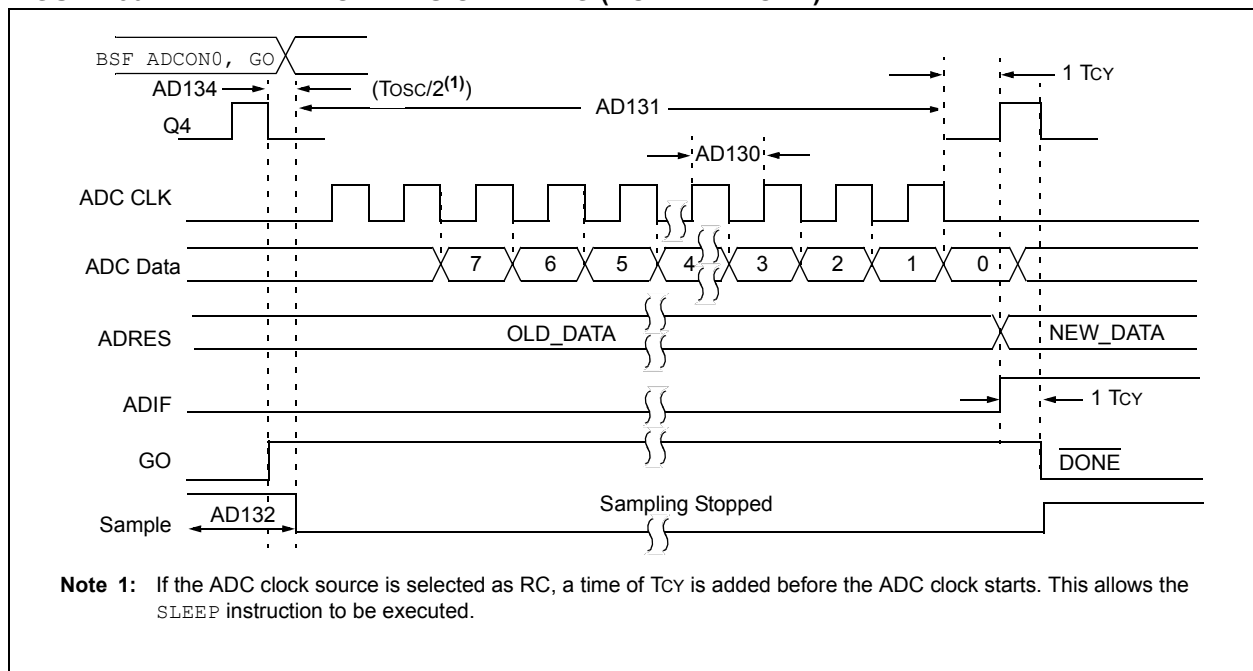 BSF ADCON0, GO
AD134
(TOSC/2(1))
AD131
1 TCY
Q4
AD130
ADC CLK
ADC Data
7 6 5 4 3 2 1 0
ADRES
OLD_DATA
NEW_DATA
ADIF
1 TCY
GO
DONE
Sample
AD132
Sampling Stopped
Note 1: If the ADC clock source is selected as RC, a time of TCY is added before the ADC clock starts. This allows the
SLEEP instruction to be executed.